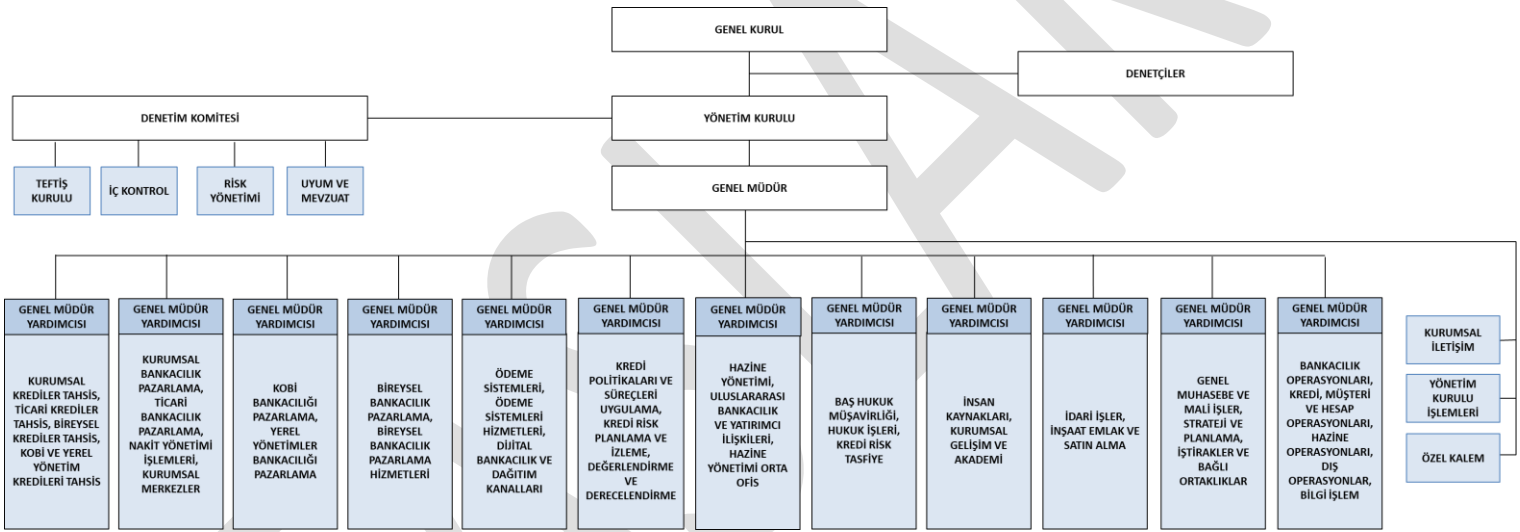 GENEL KURUL
DENETÇİLER
DENETİM KOMİTESİ
YÖNETİM KURULU
TEFTİŞ
KURULU
İÇ KONTROL
RİSK
YÖNETİMİ
UYUM VE
MEVZUAT
GENEL MÜDÜR
GENEL MÜDÜR
YARDIMCISI
KURUMSAL
KREDİLER TAHSİS,
TİCARİ KREDİLER
TAHSİS, BİREYSEL
KREDİLER TAHSİS,
KOBİ VE YEREL
YÖNETİM
KREDİLERİ TAHSİS
GENEL MÜDÜR
YARDIMCISI
KURUMSAL
BANKACILIK
PAZARLAMA,
TİCARİ
BANKACILIK
PAZARLAMA,
NAKİT YÖNETİMİ
İŞLEMLERİ,
KURUMSAL
MERKEZLER
GENEL MÜDÜR
YARDIMCISI
KOBİ
BANKACILIĞI
PAZARLAMA,
YEREL
YÖNETİMLER
BANKACILIĞI
PAZARLAMA
GENEL MÜDÜR
YARDIMCISI
BİREYSEL
BANKACILIK
PAZARLAMA,
BİREYSEL
BANKACILIK
PAZARLAMA
HİZMETLERİ
GENEL MÜDÜR
YARDIMCISI
ÖDEME
SİSTEMLERİ,
ÖDEME
SİSTEMLERİ
HİZMETLERİ,
DİJİTAL
BANKACILIK VE
DAĞITIM
KANALLARI
GENEL MÜDÜR
YARDIMCISI
KREDİ
POLİTİKALARI VE
SÜREÇLERİ
UYGULAMA,
KREDİ RİSK
PLANLAMA VE
İZLEME,
DEĞERLENDİRME
VE
DERECELENDİRME
GENEL MÜDÜR
YARDIMCISI
HAZİNE
YÖNETİMİ,
ULUSLARARASI
BANKACILIK
VE YATIRIMCI
İLİŞKİLERİ,
HAZİNE
YÖNETİMİ ORTA
OFİS
GENEL MÜDÜR
YARDIMCISI
BAŞ HUKUK
MÜŞAVİRLİĞİ,
HUKUK İŞLERİ,
KREDİ RİSK
TASFİYE
GENEL MÜDÜR
YARDIMCISI
İNSAN
KAYNAKLARI,
KURUMSAL
GELİŞİM VE
AKADEMİ
GENEL MÜDÜR
YARDIMCISI
İDARİ İŞLER,
İNŞAAT EMLAK VE
SATIN ALMA
GENEL MÜDÜR
YARDIMCISI
GENEL
MUHASEBE VE
MALİ İŞLER,
STRATEJİ VE
PLANLAMA,
İŞTİRAKLER VE
BAĞLI
ORTAKLIKLAR
GENEL MÜDÜR
YARDIMCISI
BANKACILIK
OPERASYONLARI,
KREDİ, MÜŞTERİ
VE HESAP
OPERASYONLARI,
HAZİNE
OPERASYONLARI,
DIŞ
OPERASYONLAR,
BİLGİ İŞLEM
KURUMSAL
İLETİŞİM
YÖNETİM
KURULU
İŞLEMLERİ
ÖZEL KALEM